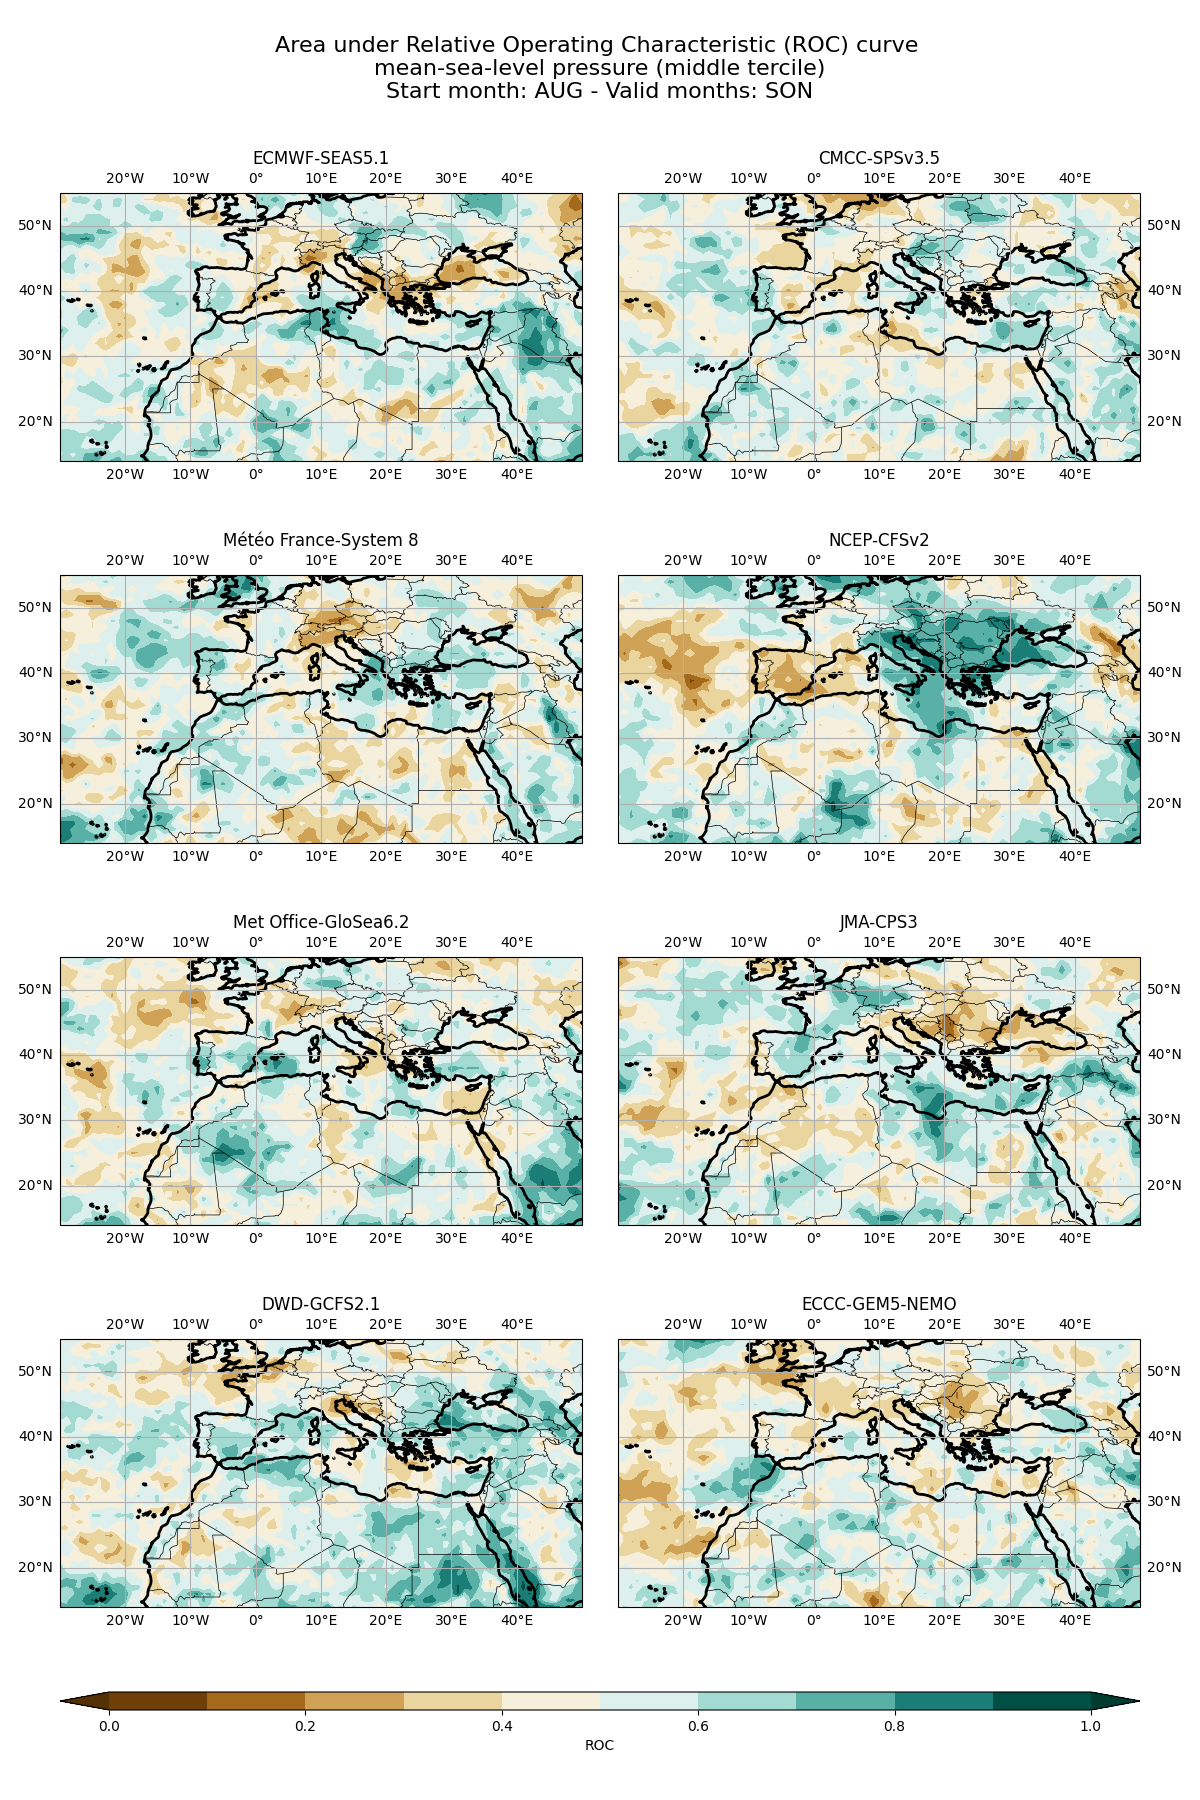 Area under Relative Operating Characteristic (ROC) curve
mean-sea-level pressure (middle tercile)
Start month: AUG - Valid months: SON
ECMWF-SEAS5.1
20°W 10°W 0° 10°E 20°E 30°E 40°E
50°N
40°N
30°N
20°N
20°W 10°W 0° 10°E 20°E 30°E 40°E
CMCC-SPSv3.5
20°W 10°W 0° 10°E 20°E 30°E 40°E
50°N
40°N
30°N
20°N
20°W 10°W 0° 10°E 20°E 30°E 40°E
Météo France-System 8
20°W 10°W 0° 10°E 20°E 30°E 40°E
50°N
40°N
30°N
20°N
20°W 10°W 0° 10°E 20°E 30°E 40°E
NCEP-CFSv2
20°W 10°W 0° 10°E 20°E 30°E 40°E
50°N
40°N
30°N
20°N
20°W 10°W 0° 10°E 20°E 30°E 40°E
Met Office-GloSea6.2
20°W 10°W 0° 10°E 20°E 30°E 40°E
50°N
40°N
30°N
20°N
20°W 10°W 0° 10°E 20°E 30°E 40°E
JMA-CPS3
20°W 10°W 0° 10°E 20°E 30°E 40°E
50°N
40°N
30°N
20°N
20°W 10°W 0° 10°E 20°E 30°E 40°E
DWD-GCFS2.1
20°W 10°W 0° 10°E 20°E 30°E 40°E
50°N
40°N
30°N
20°N
20°W 10°W 0° 10°E 20°E 30°E 40°E
ECCC-GEM5-NEMO
20°W 10°W 0° 10°E 20°E 30°E 40°E
50°N
40°N
30°N
20°N
20°W 10°W 0° 10°E 20°E 30°E 40°E
0.0 0.2 0.4 0.6 0.8 1.0
ROC